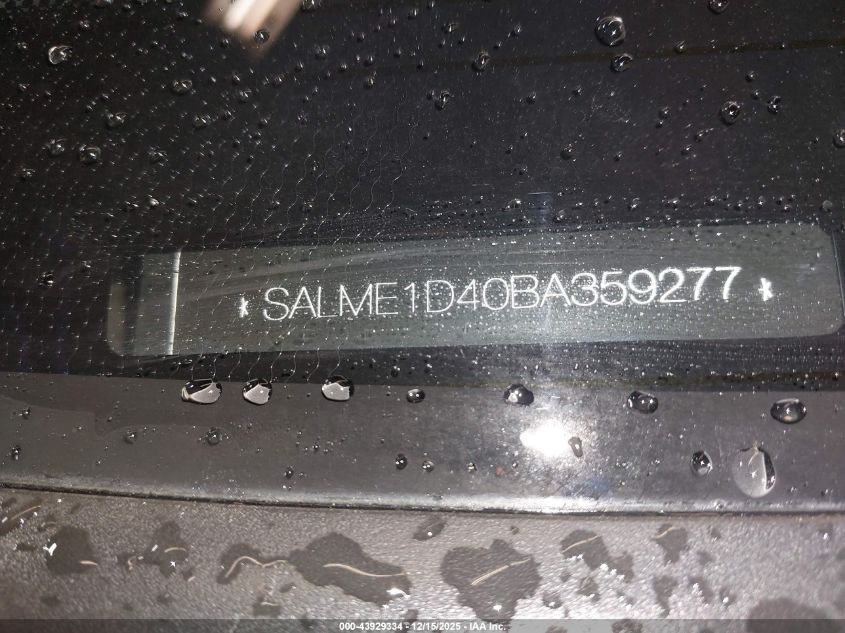 * SALME1D40BA359277 *
000-43929334 - 12/15/2025 - IAA Inc.